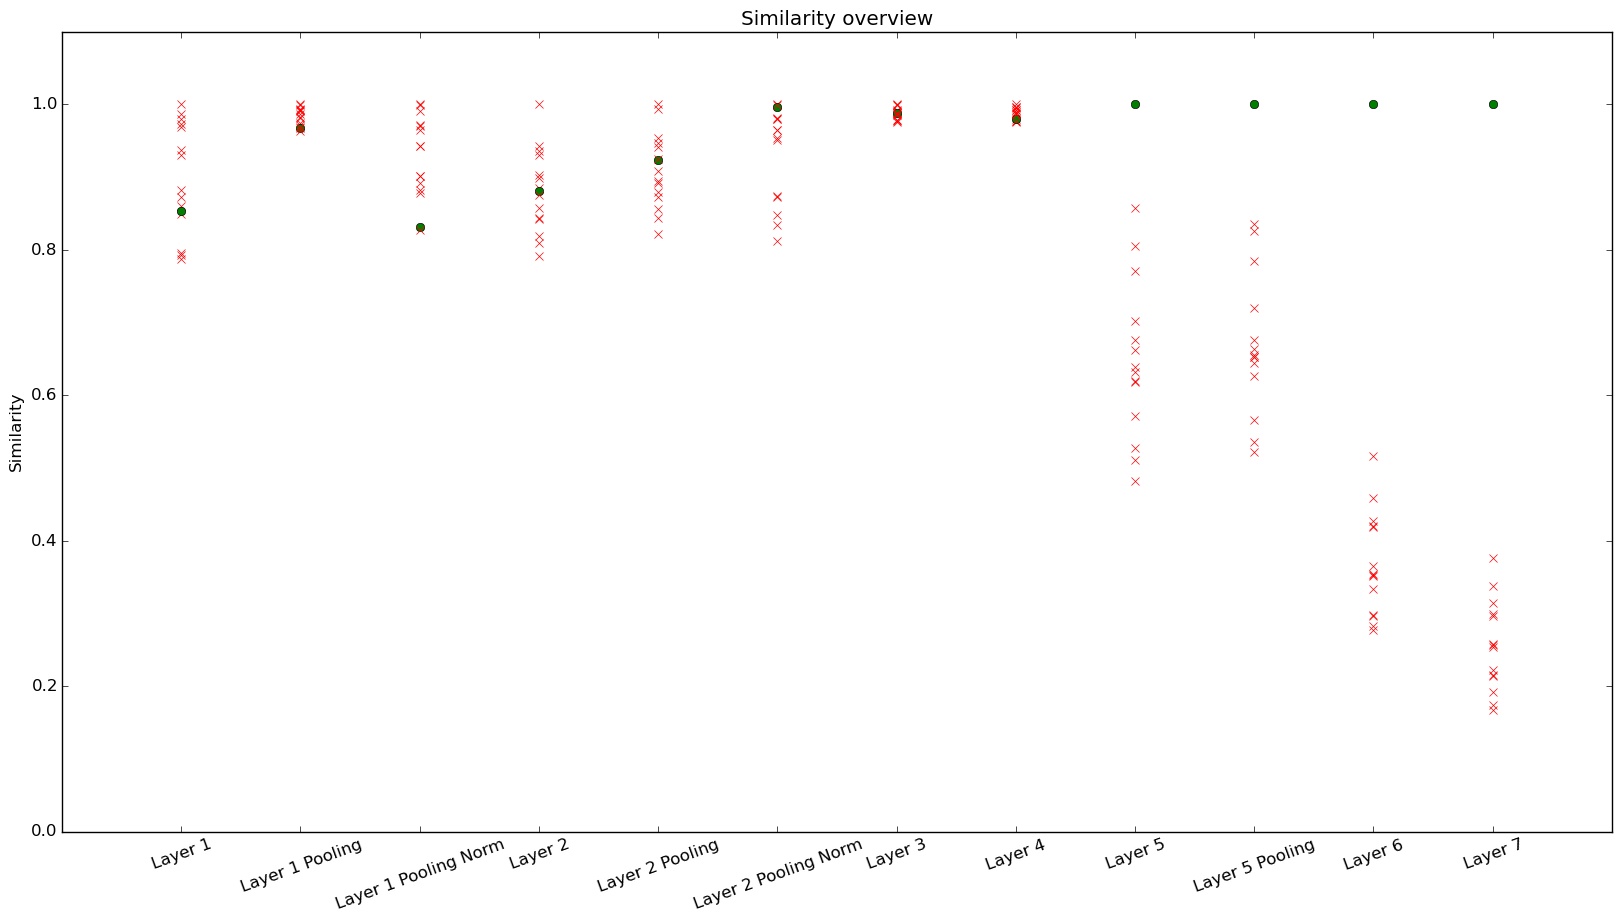 Similarity overview
1.0
0.8
0.6
0.4
0.2
0.0
Similarity
Layer 1
Layer 1 Pooling
Layer 1 Pooling Norm
Layer 2
Layer 2 Pooling
Layer 2 Pooling Norm
Layer 3
Layer 4
Layer 5
Layer 5 Pooling
Layer 6
Layer 7